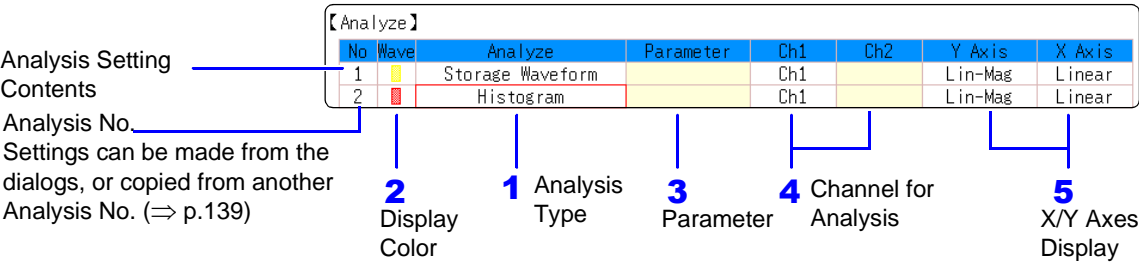 【Analyze】
No Wave Analyze Parameter Ch1 Ch2 Y Axis X Axis
1 Storage Waveform Ch1 Lin-Mag Linear
2 Histogram Ch1 Lin-Mag Linear
Analysis Setting
Contents
Analysis No.
Settings can be made from the
dialogs, or copied from another
Analysis No. (⇒ p.139)
2
Display
Color
1 Analysis
Type
3
Parameter
4 Channel for
Analysis
5
X/Y Axes
Display